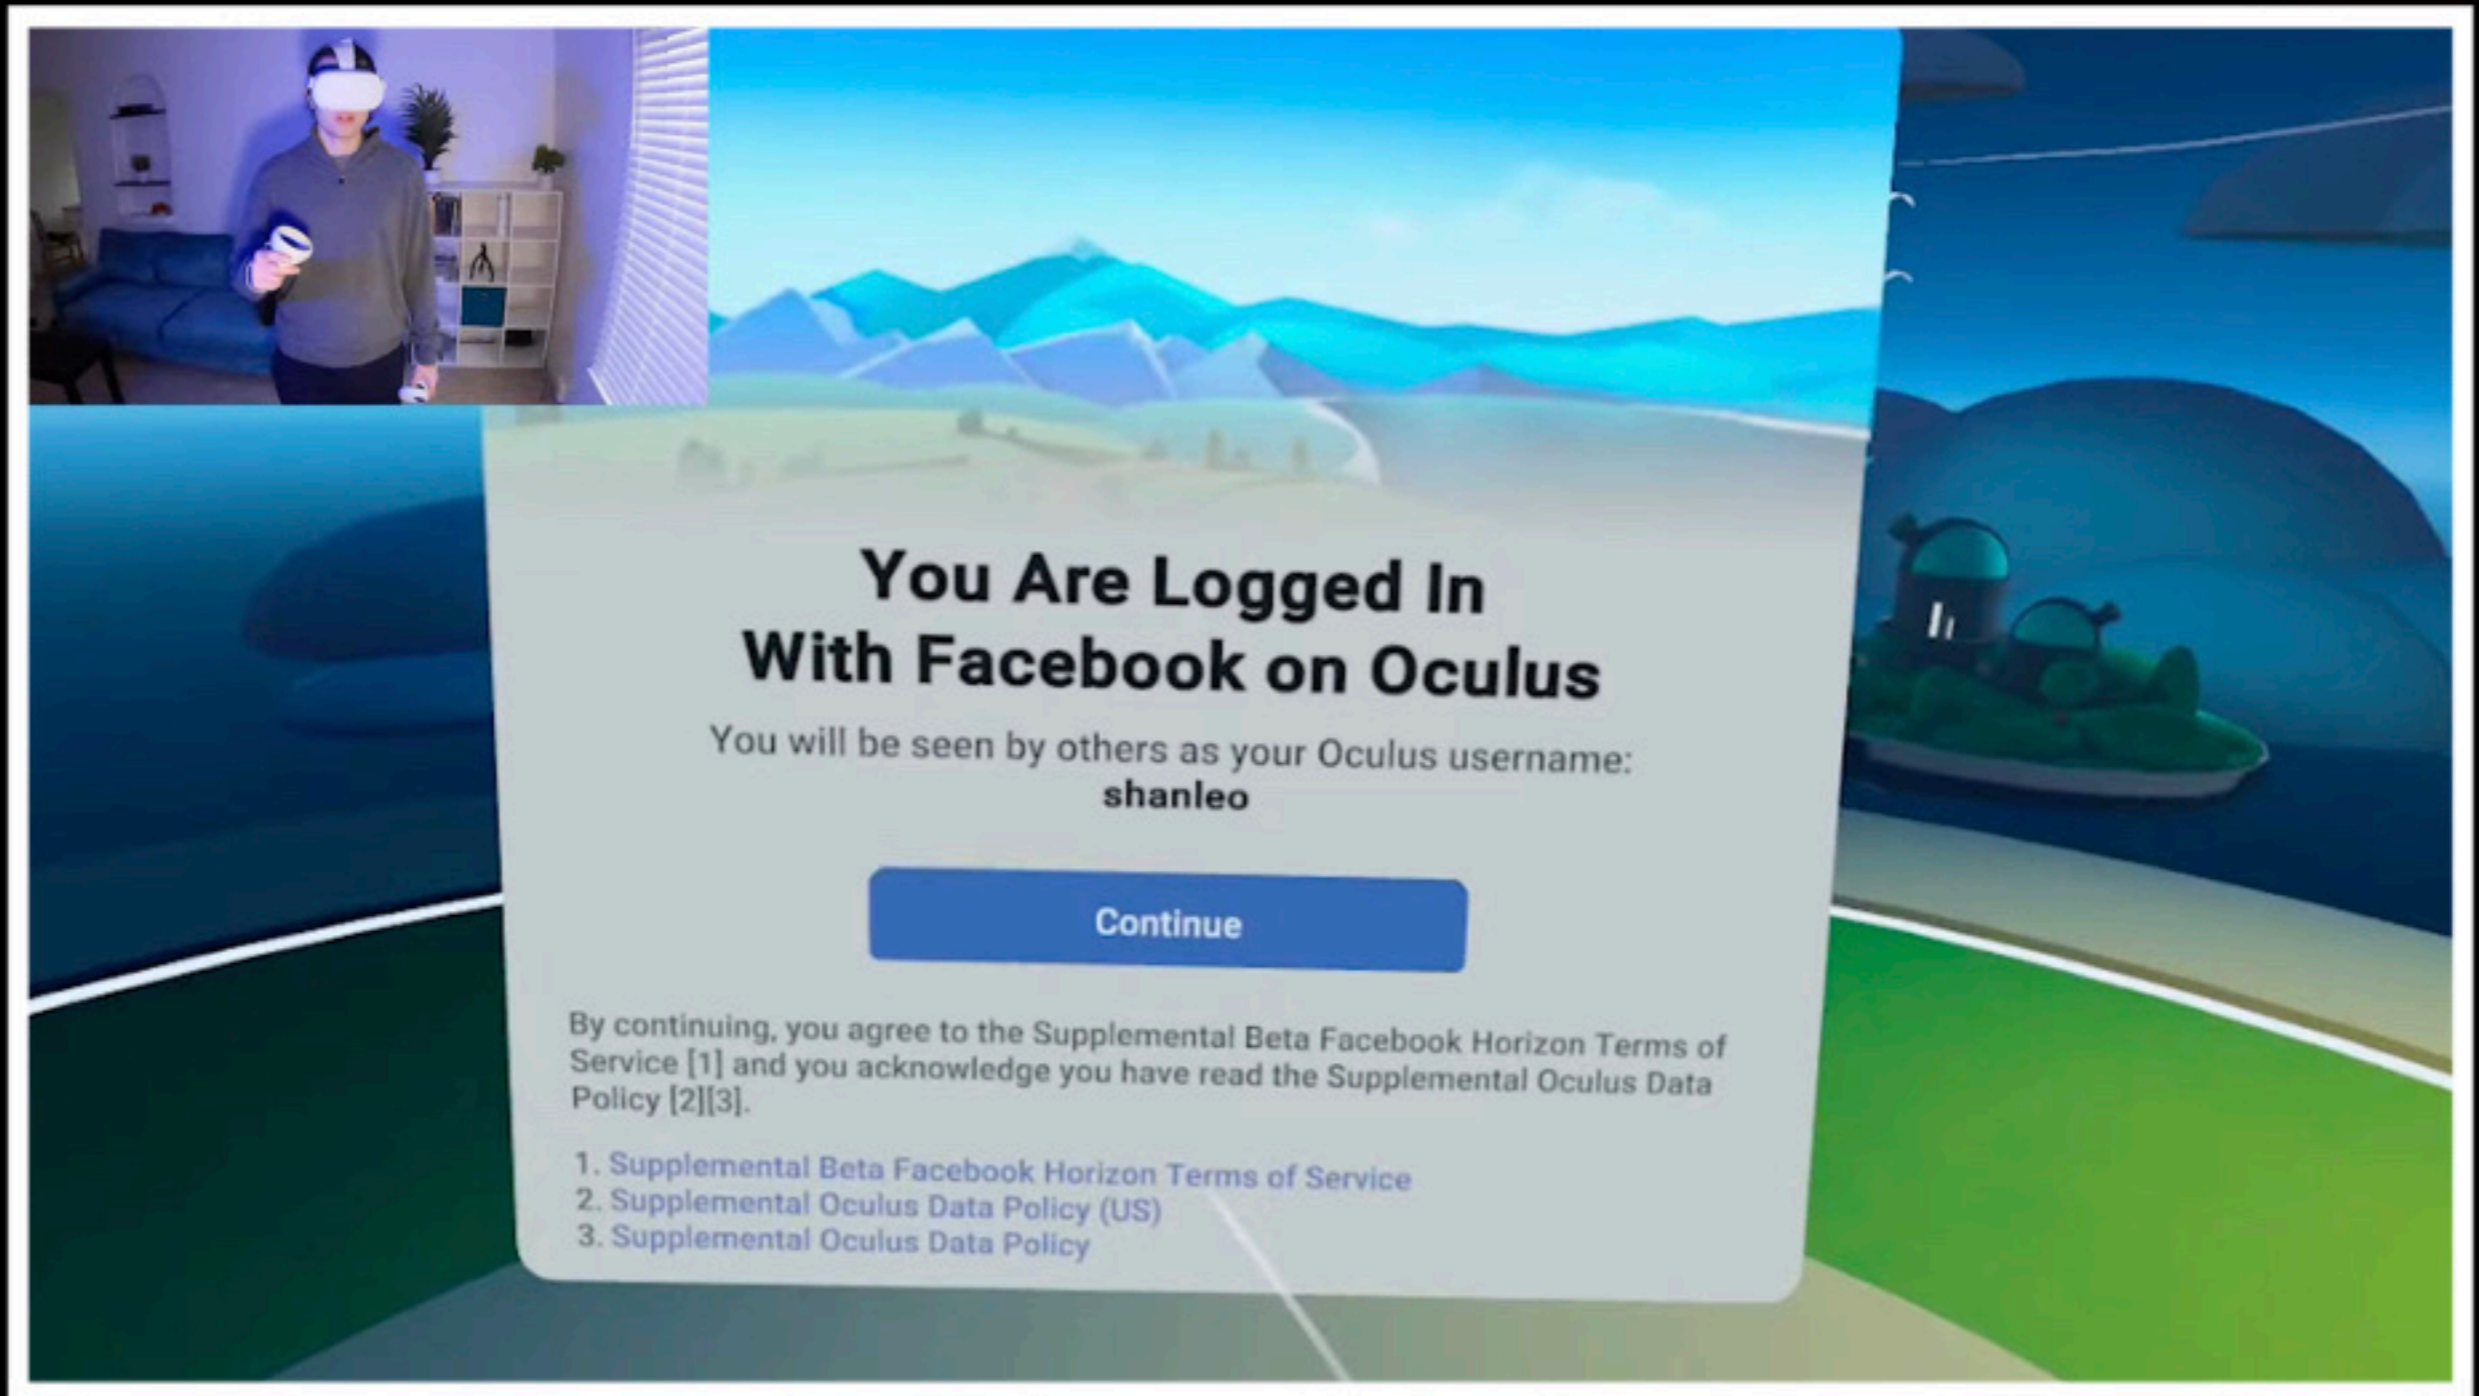 You Are Logged In
With Facebook on Oculus
You will be seen by others as your Oculus username:
shanleo
Continue
By continuing, you agree to the Supplemental Beta Facebook Horizon Terms of
Service [1] and you acknowledge you have read the Supplemental Oculus Data
Policy [2][3].
1. Supplemental Beta Facebook Horizon Terms of Service
2. Supplemental Oculus Data Policy (US)
3. Supplemental Oculus Data Policy